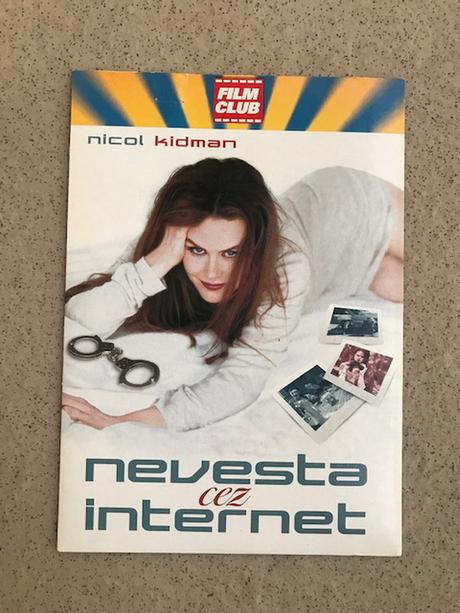 FILM
CLUB
nicol kidman
nevesta
cez
internet